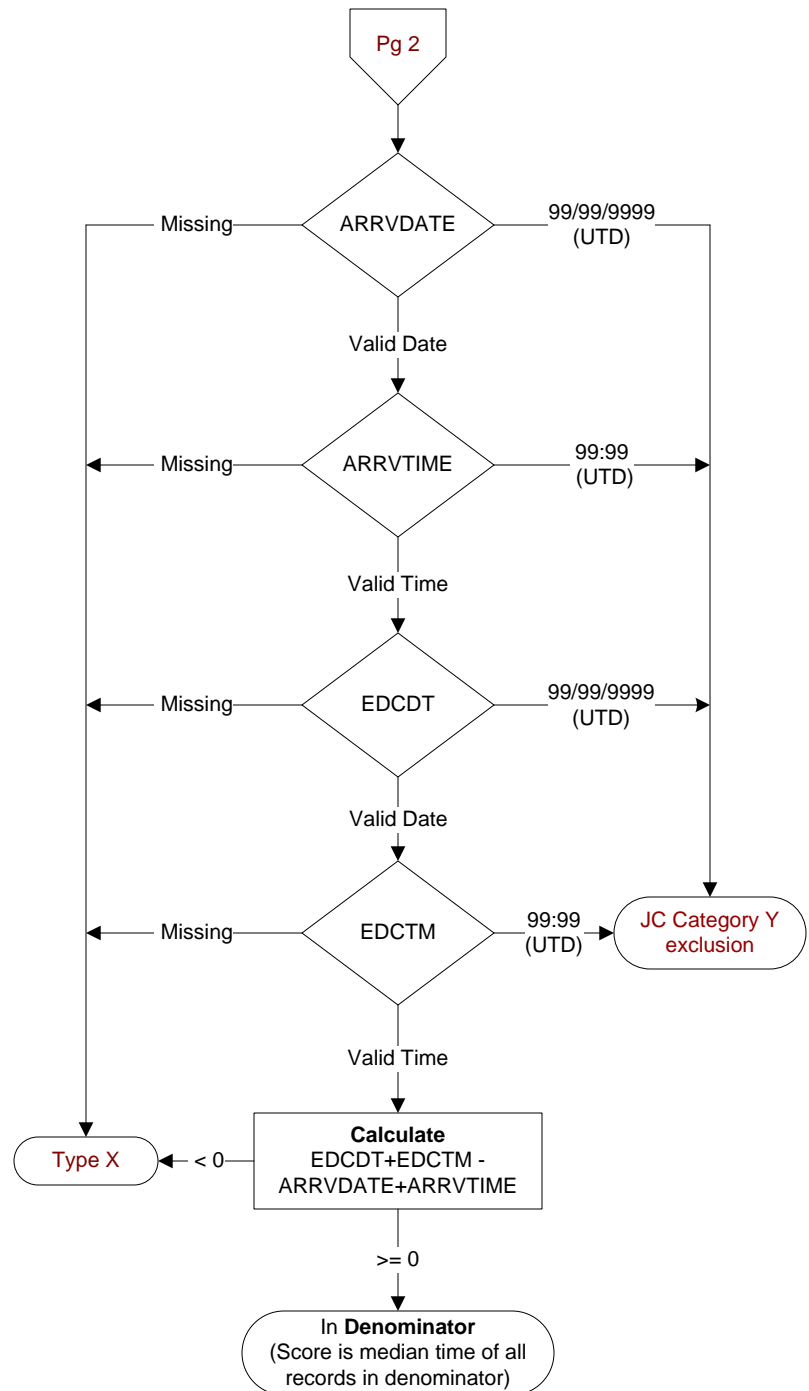 Pg 2
ARRVDATE
Missing
99/99/9999
(UTD)
Valid Date
ARRVTIME
Missing
99:99
(UTD)
Valid Time
EDCDT
Missing
99/99/9999
(UTD)
Valid Date
EDCTM
Missing
99:99
(UTD)
JC Category Y
exclusion
Valid Time
Calculate
EDCDT+EDCTM -
ARRVDATE+ARRVTIME
< 0
Type X
>= 0
In Denominator
(Score is median time of all
records in denominator)